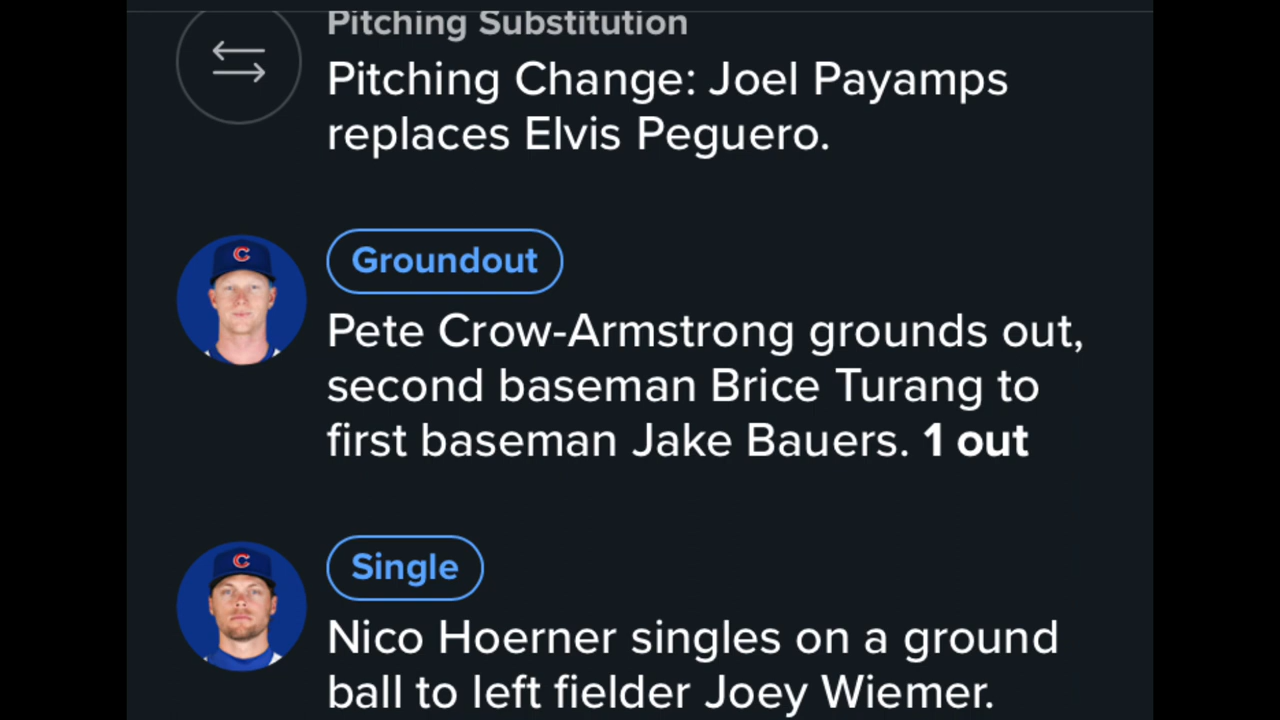 Pitching Substitution
Pitching Change: Joel Payamps
replaces Elvis Peguero.
Groundout
Pete Crow-Armstrong grounds out,
second baseman Brice Turang to
first baseman Jake Bauers. 1 out
Single
Nico Hoerner singles on a ground
ball to left fielder Joey Wiemer.